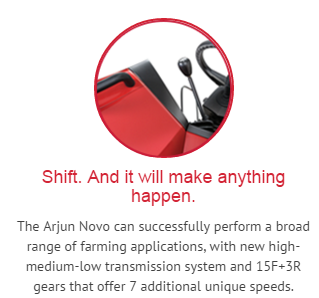 Shift. And it will make anything
happen.
The Arjun Novo can successfully perform a broad
range of farming applications, with new high-
medium-low transmission system and 15F+3R
gears that offer 7 additional unique speeds.